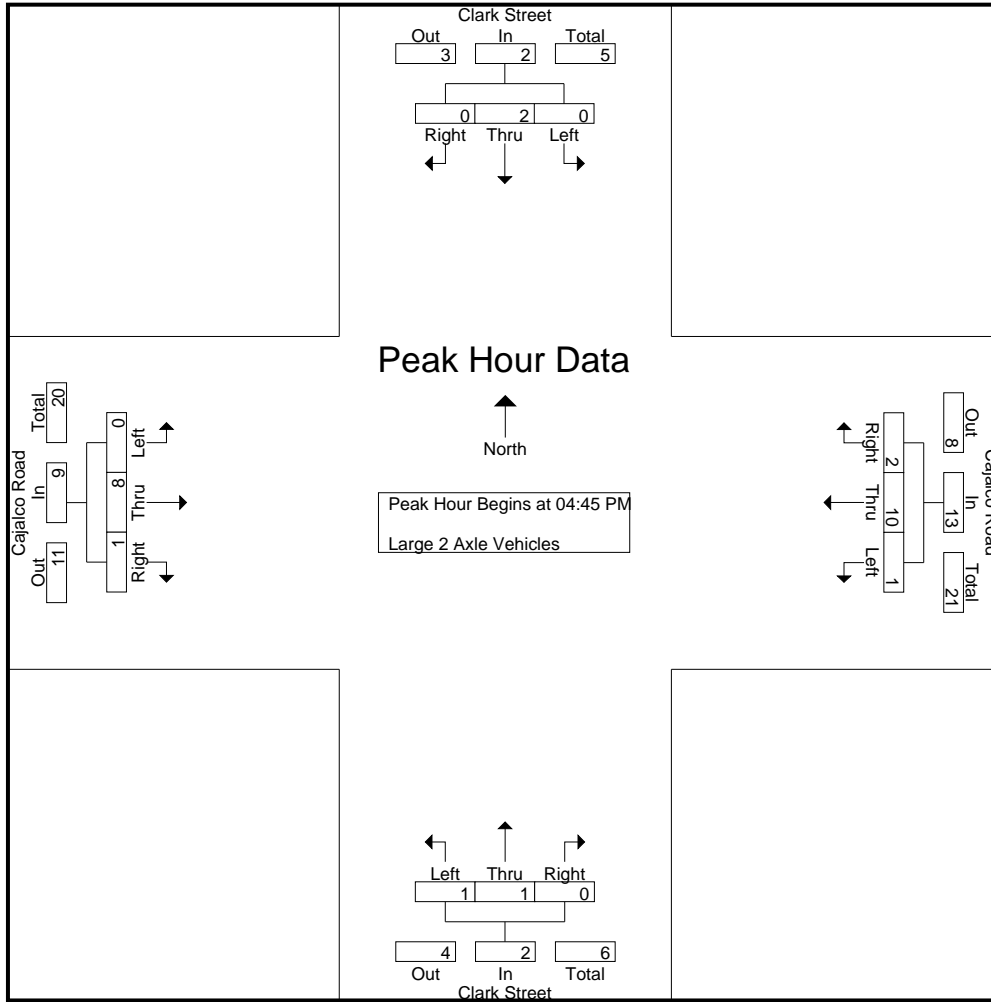 Clark Street
Out In Total
3 2 5
0 2 0
Right Thru Left
Peak Hour Data
North
Peak Hour Begins at 04:45 PM
Large 2 Axle Vehicles
Cajalco Road
Out In Total
11 9 20
0 8 1
Left Thru Right
Cajalco Road
Out In Total
8 13 21
2 10 1
Right Thru Left
Left Thru Right
1 1 0
4 2 6
Out In Total
Clark Street